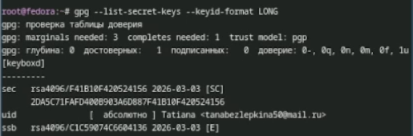 root@fedora:~# gpg --list-secret-keys --keyid-format LONG
gpg: проверка таблицы доверия
gpg: marginals needed: 3  completes needed: 1  trust model: pgp
gpg: глубина: 0  достоверных:   1  подписанных:   0  доверие: 0-, 0q, 0n, 0m, 0f, 1u
[keyboxd]
---------
sec   rsa4096/F41B10F420524156 2026-03-03 [SC]
      2DA5C71FAFD400B903A6D887F41B10F420524156
uid         [  абсолютно ] Tatiana <tanabezlepkina50@mail.ru>
ssb   rsa4096/C1C59074C6604136 2026-03-03 [E]